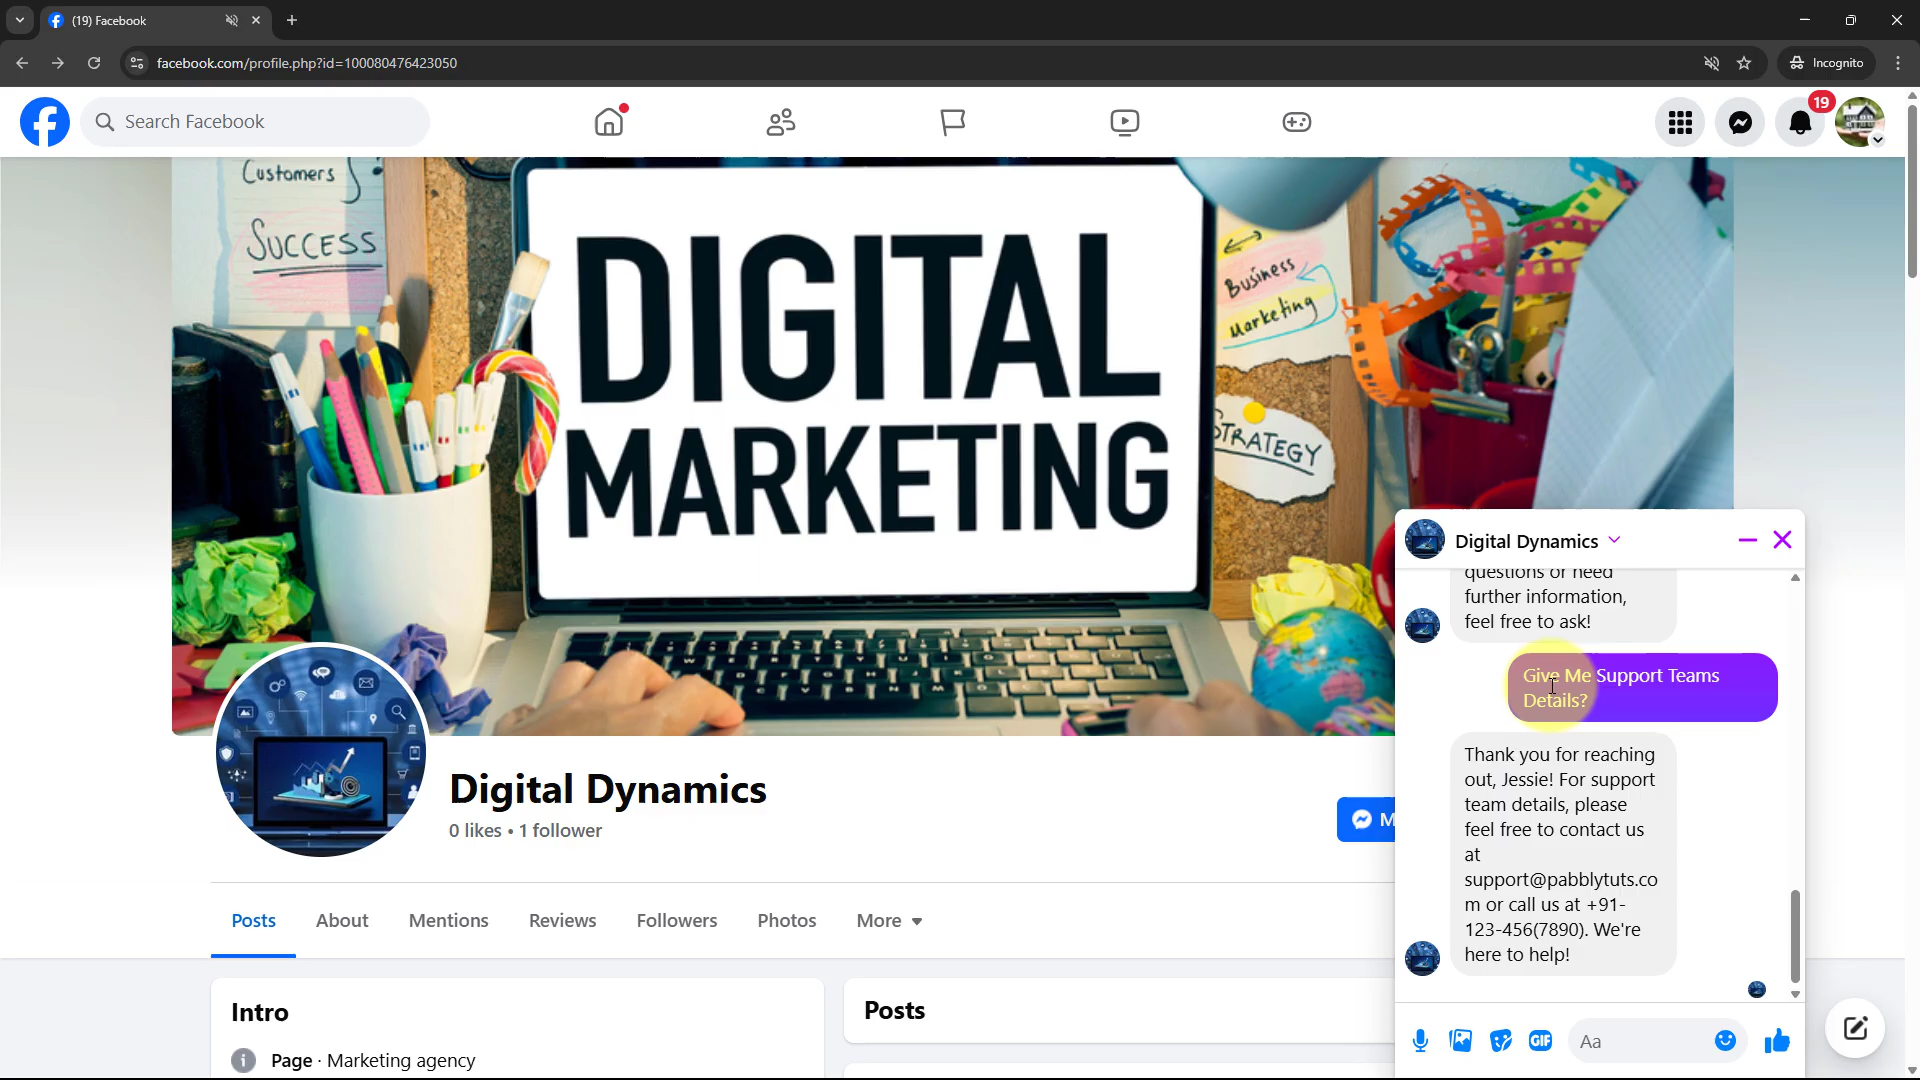 (19) Facebook
facebook.com/profile.php?id=100080476423050
Incognito
Search Facebook
19
Customers
SUCCESS
DIGITAL
MARKETING
Business
Marketing
STRATEGY
Digital Dynamics
0 likes • 1 follower
M
Posts
About
Mentions
Reviews
Followers
Photos
More
Intro
Page · Marketing agency
Posts
Digital Dynamics
questions or need
further information,
feel free to ask!
Give Me Support Teams
Details?
Thank you for reaching
out, Jessie! For support
team details, please
feel free to contact us
at
support@pabblytuts.co
m or call us at +91-
123-456(7890). We're
here to help!
GIF
Aa